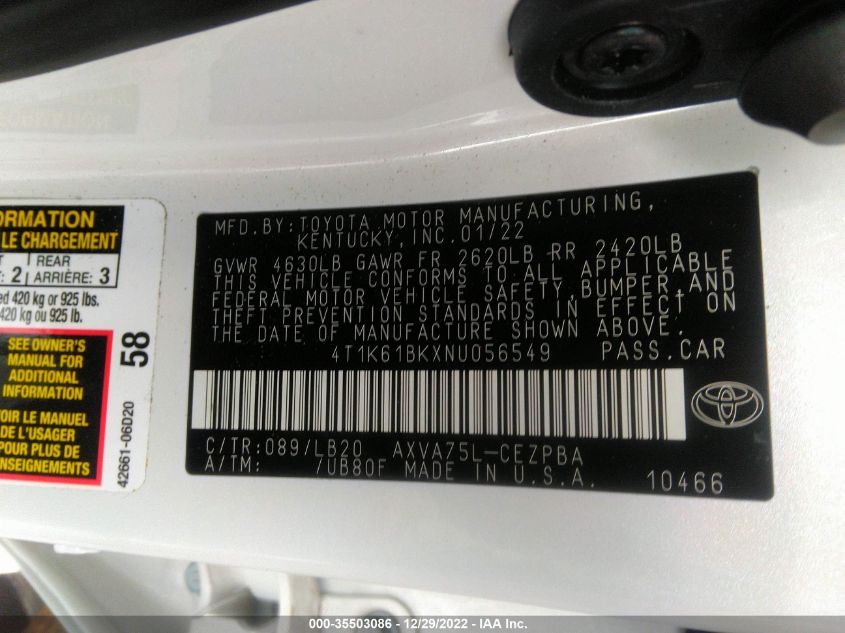 ORMATION
LE CHARGEMENT
T REAR
: 2 ARRIÈRE: 3
ed 420 kg or 925 lbs.
420 kg ou 925 lb.
SEE OWNER'S
MANUAL FOR
ADDITIONAL
INFORMATION
VOIR LE MANUEL
DE L'USAGER
POUR PLUS DE
ENSEIGNEMENTS
58
42661-06D20
MFD.BY:TOYOTA MOTOR MANUFACTURING,
KENTUCKY,INC.01/22
GVWR 4630LB GAWR FR 2620LB RR 2420LB
THIS VEHICLE CONFORMS TO ALL APPLICABLE
FEDERAL MOTOR VEHICLE SAFETY,BUMPER,AND
THEFT PREVENTION STANDARDS IN EFFECT ON
THE DATE OF MANUFACTURE SHOWN ABOVE.
4T1K61BKXNU056549 PASS.CAR
C/TR:089/LB20 AXVA75L-CEZPBA
A/TM: /UB80F MADE IN U.S.A.
10466
000-35503086 - 12/29/2022 - IAA Inc.